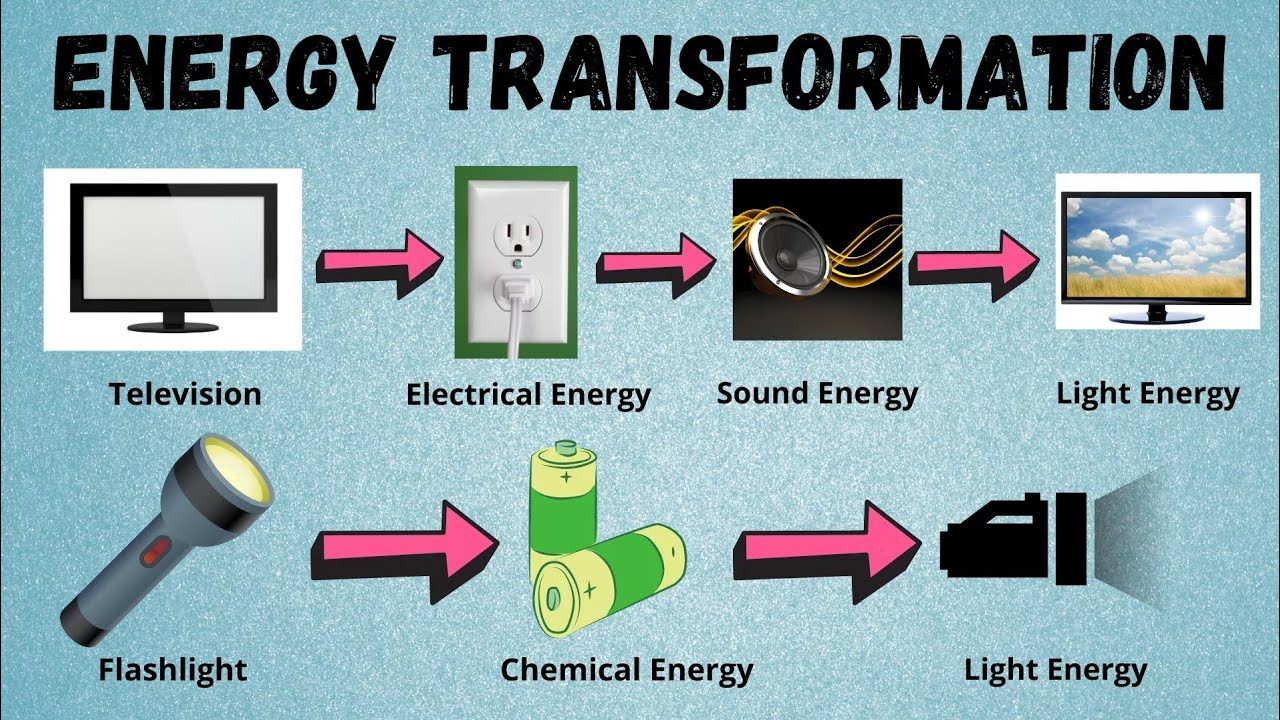 ENERGY TRANSFORMATION
Television
Electrical Energy
Sound Energy
Light Energy
Flashlight
Chemical Energy
Light Energy